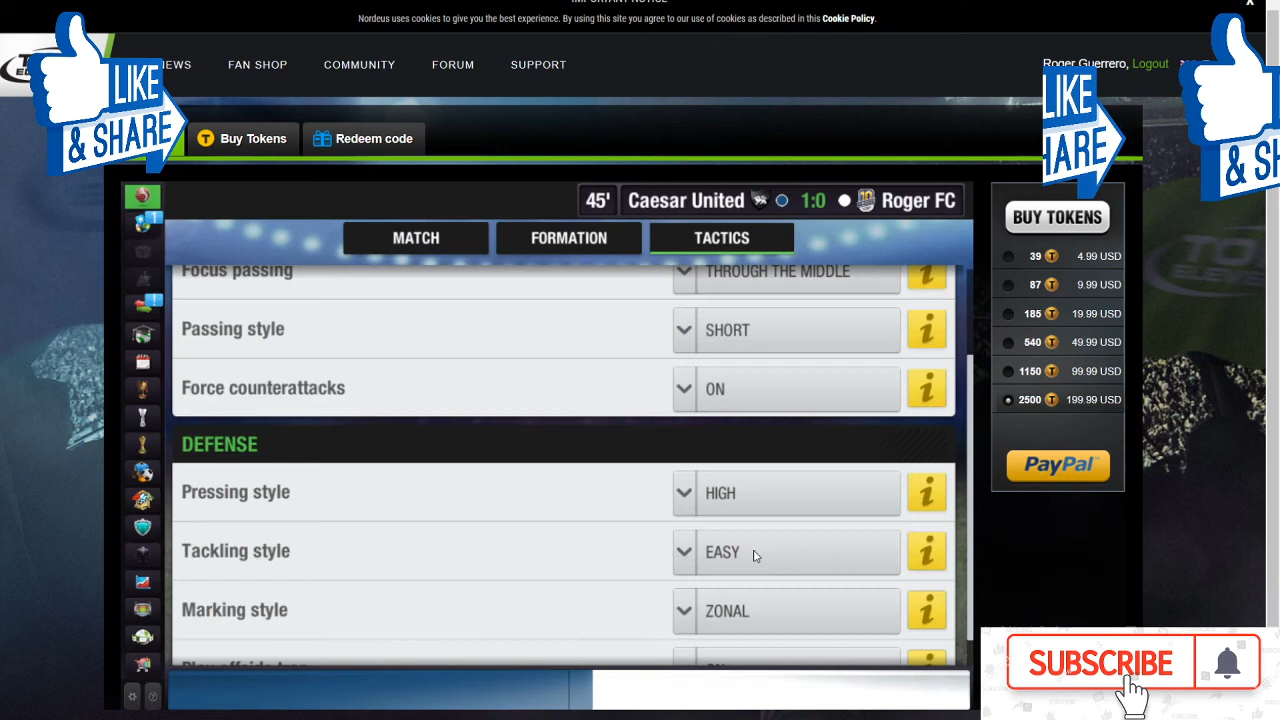 IMPORTANT NOTICE
X
Nordeus uses cookies to give you the best experience. By using this site you agree to our use of cookies as described in this Cookie Policy.
FAN SHOP COMMUNITY FORUM SUPPORT
Roger Guerrero, Logout
LIKE
& SHARE
LIKE
Buy Tokens Redeem code
45' Caesar United 1:0 Roger FC
MATCH FORMATION TACTICS
BUY TOKENS
39 T 4.99 USD
87 T 9.99 USD
185 T 19.99 USD
540 T 49.99 USD
1150 T 99.99 USD
2500 T 199.99 USD
PayPal
Focus passing THROUGH THE MIDDLE
Passing style SHORT i
Force counterattacks ON i
DEFENSE
Pressing style HIGH i
Tackling style EASY i
Marking style ZONAL i
SUBSCRIBE